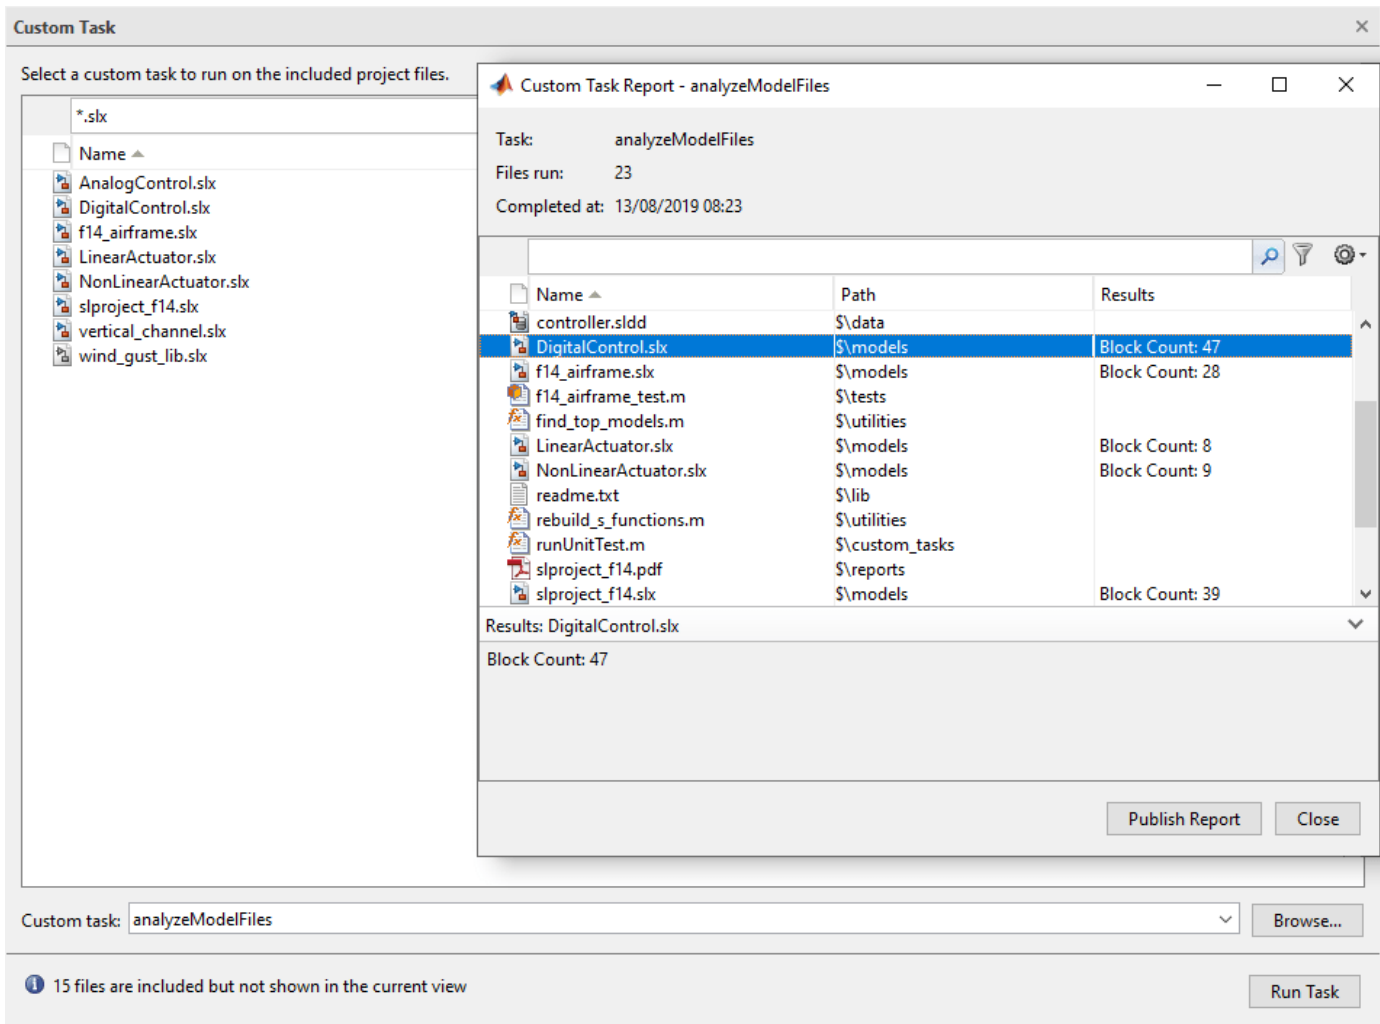 Custom Task
Select a custom task to run on the included project files.
*.slx
Name
AnalogControl.slx
DigitalControl.slx
f14_airframe.slx
LinearActuator.slx
NonLinearActuator.slx
slproject_f14.slx
vertical_channel.slx
wind_gust_lib.slx
Custom Task Report - analyzeModelFiles
Task: analyzeModelFiles
Files run: 23
Completed at: 13/08/2019 08:23
Name Path Results
controller.sldd $\data
DigitalControl.slx $\models Block Count: 47
f14_airframe.slx $\models Block Count: 28
f14_airframe_test.m $\tests
find_top_models.m $\utilities
LinearActuator.slx $\models Block Count: 8
NonLinearActuator.slx $\models Block Count: 9
readme.txt $\lib
rebuild_s_functions.m $\utilities
runUnitTest.m $\custom_tasks
slproject_f14.pdf $\reports
slproject_f14.slx $\models Block Count: 39
Results: DigitalControl.slx
Block Count: 47
Publish Report Close
Custom task: analyzeModelFiles Browse...
15 files are included but not shown in the current view
Run Task